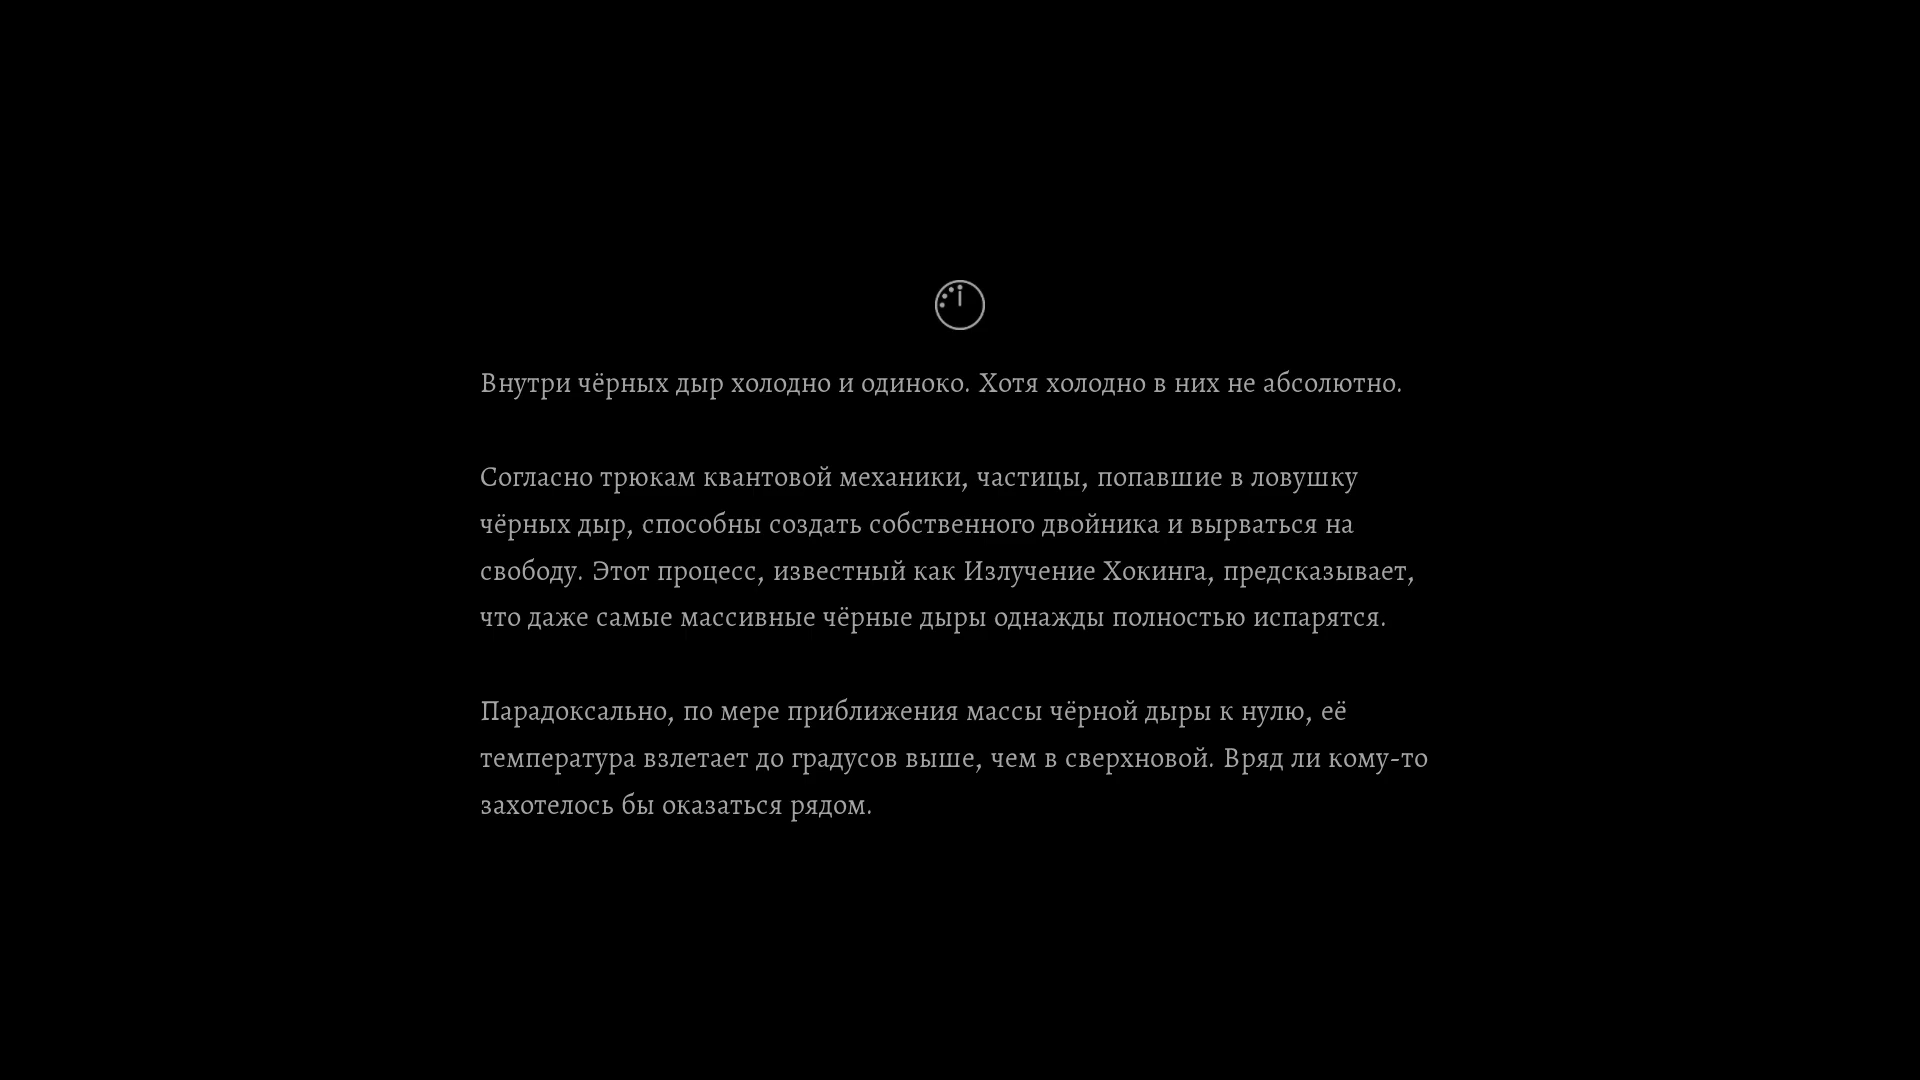 Внутри чёрных дыр холодно и одиноко. Хотя холодно в них не абсолютно.
Согласно трюкам квантовой механики, частицы, попавшие в ловушку
чёрных дыр, способны создать собственного двойника и вырваться на
свободу. Этот процесс, известный как Излучение Хокинга, предсказывает,
что даже самые массивные чёрные дыры однажды полностью испарятся.
Парадоксально, по мере приближения массы чёрной дыры к нулю, её
температура взлетает до градусов выше, чем в сверхновой. Вряд ли кому-то
захотелось бы оказаться рядом.